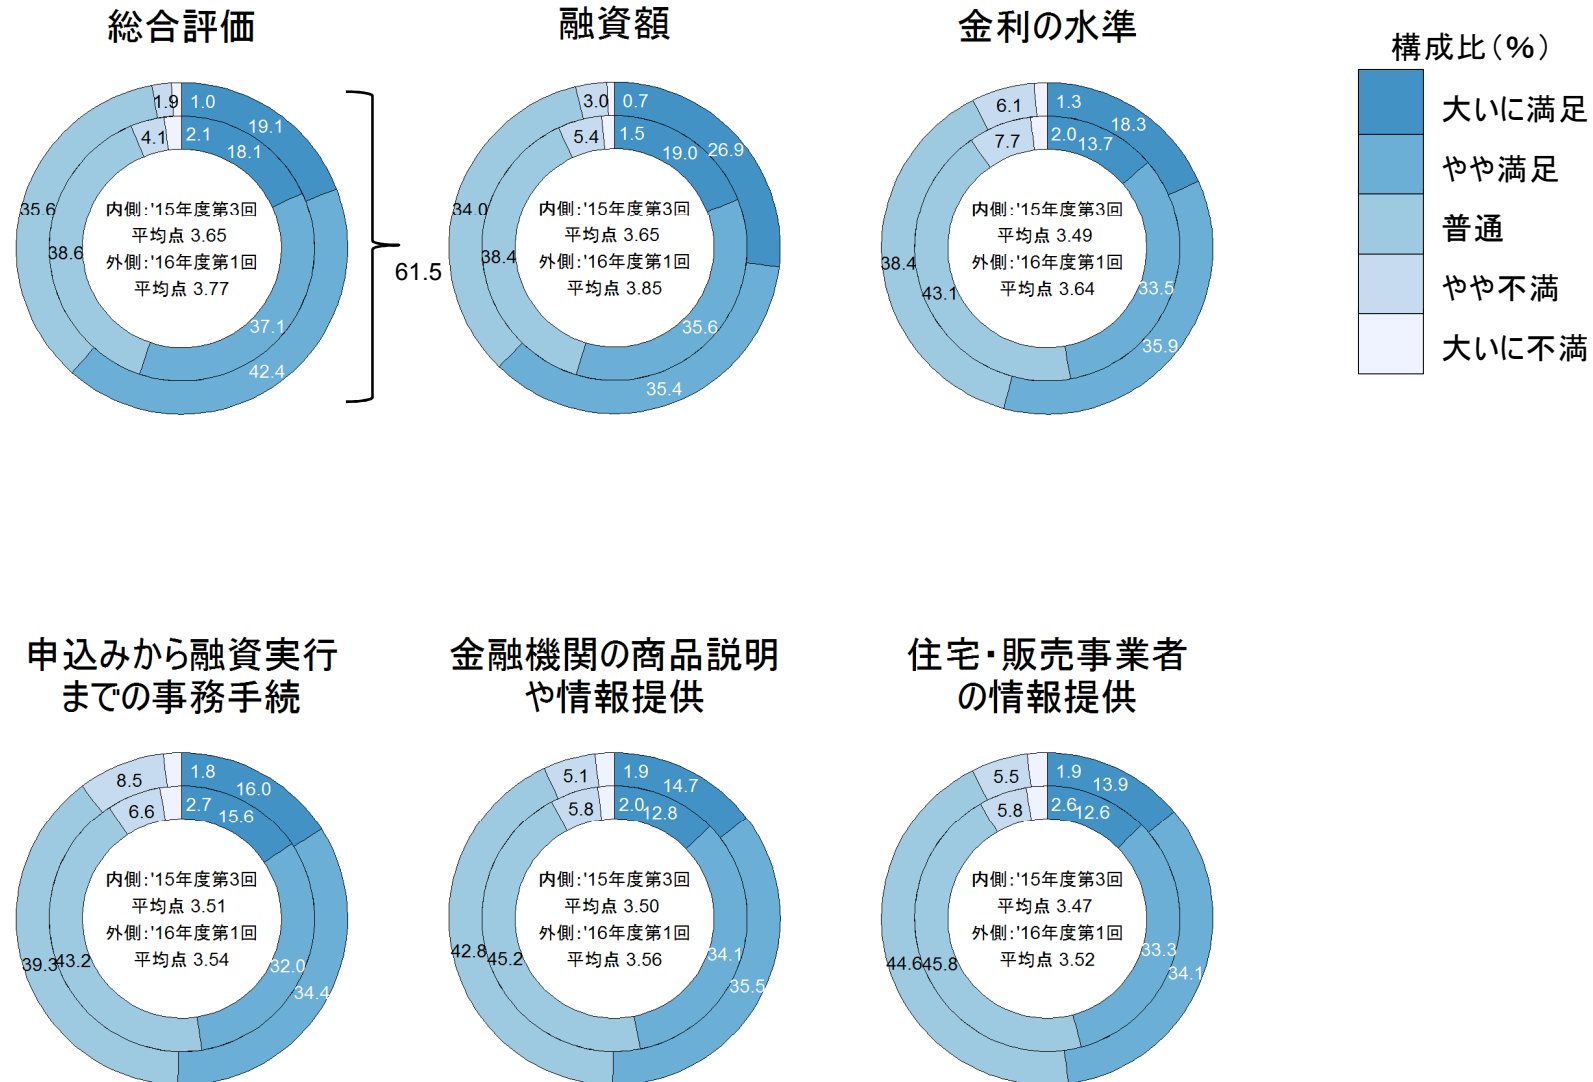 総合評価
1.9
1.0
19.1
4.1
2.1
18.1
35.6
38.6
内側:'15年度第3回
平均点 3.65
外側:'16年度第1回
平均点 3.77
37.1
42.4
61.5
融資額
3.0
0.7
26.9
5.4
1.5
19.0
34.0
38.4
内側:'15年度第3回
平均点 3.65
外側:'16年度第1回
平均点 3.85
35.6
35.4
金利の水準
6.1
1.3
18.3
7.7
2.0
13.7
38.4
43.1
内側:'15年度第3回
平均点 3.49
外側:'16年度第1回
平均点 3.64
33.5
35.9
構成比(%)
大いに満足
やや満足
普通
やや不満
大いに不満
申込みから融資実行
までの事務手続
8.5
1.8
16.0
6.6
2.7
15.6
内側:'15年度第3回
平均点 3.51
外側:'16年度第1回
平均点 3.54
39.3
43.2
32.0
34.4
金融機関の商品説明
や情報提供
5.1
1.9
14.7
5.8
2.0
12.8
内側:'15年度第3回
平均点 3.50
外側:'16年度第1回
平均点 3.56
42.8
45.2
34.1
35.5
住宅・販売事業者
の情報提供
5.5
1.9
13.9
5.8
2.6
12.6
内側:'15年度第3回
平均点 3.47
外側:'16年度第1回
平均点 3.52
44.6
45.8
33.3
34.1